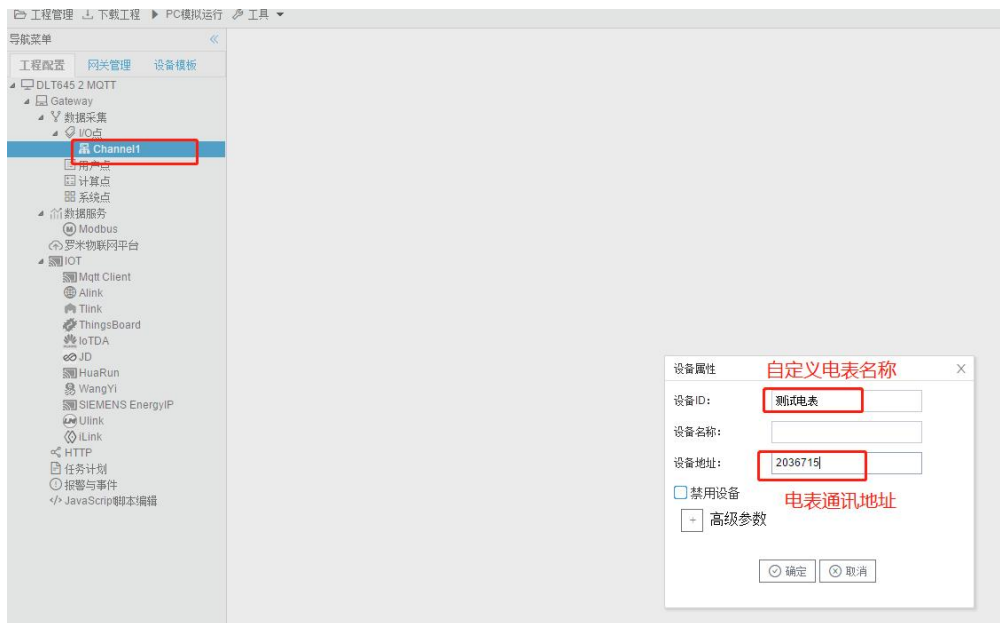 工程管理 下载工程 PC模拟运行 工具
导航菜单
工程配置 网关管理 设备模板
DLT645 2 MQTT
Gateway
数据采集
I/O点
Channel1
用户点
计算点
系统点
数据服务
Modbus
罗米物联网平台
IOT
Mqtt Client
Alink
Tlink
ThingsBoard
IoTDA
JD
HuaRun
WangYi
SIEMENS EnergyIP
Ulink
iLink
HTTP
任务计划
报警与事件
JavaScrip脚本编辑
设备属性 自定义电表名称
设备ID: 测试电表
设备名称:
设备地址: 2036715
禁用设备 电表通讯地址
高级参数
确定 取消